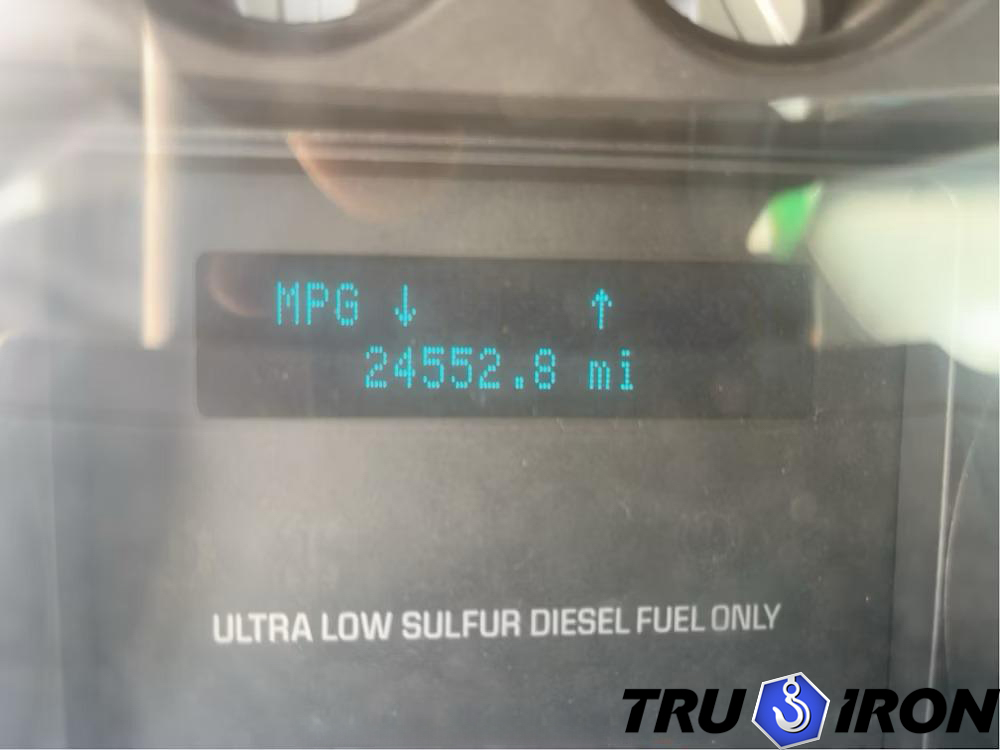 MPG ↓ ↑
24552.8 mi
ULTRA LOW SULFUR DIESEL FUEL ONLY
TRU IRON